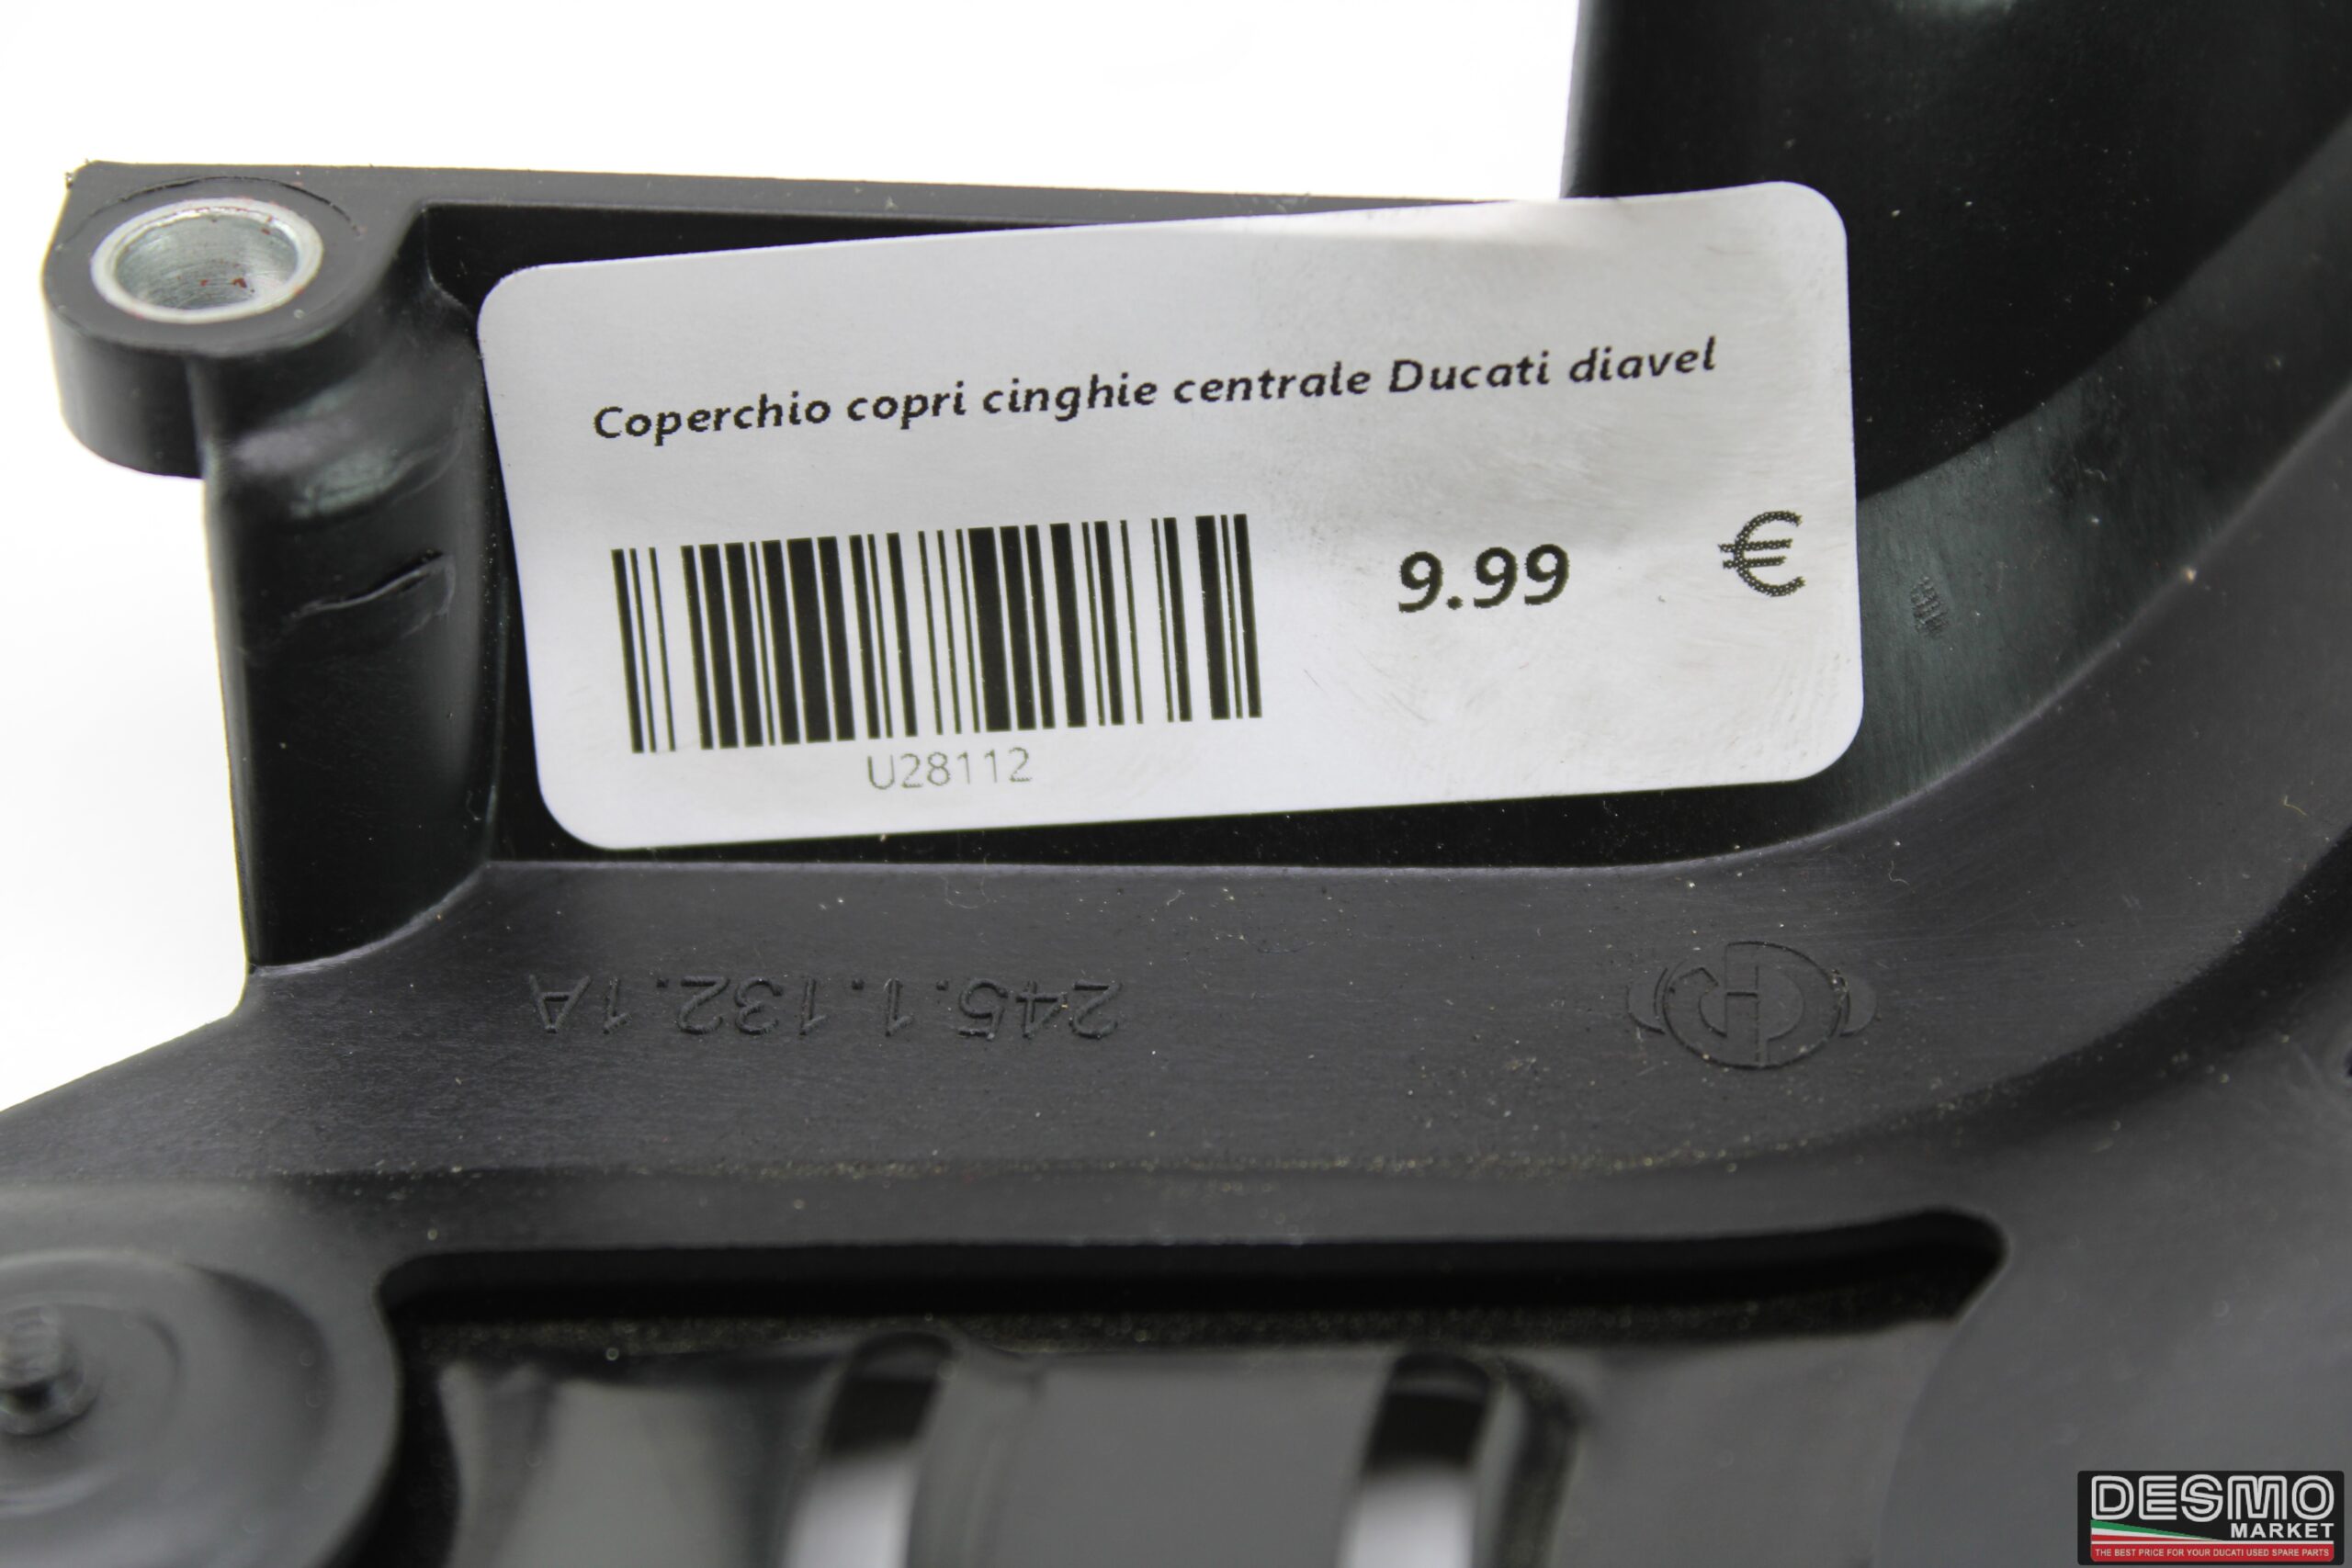 Coperchio copri cinghie centrale Ducati diavel
9.99 €
U28112
245.1.132.1A
DESMO
MARKET
THE BEST PRICE FOR YOUR DUCATI USED SPARE PARTS